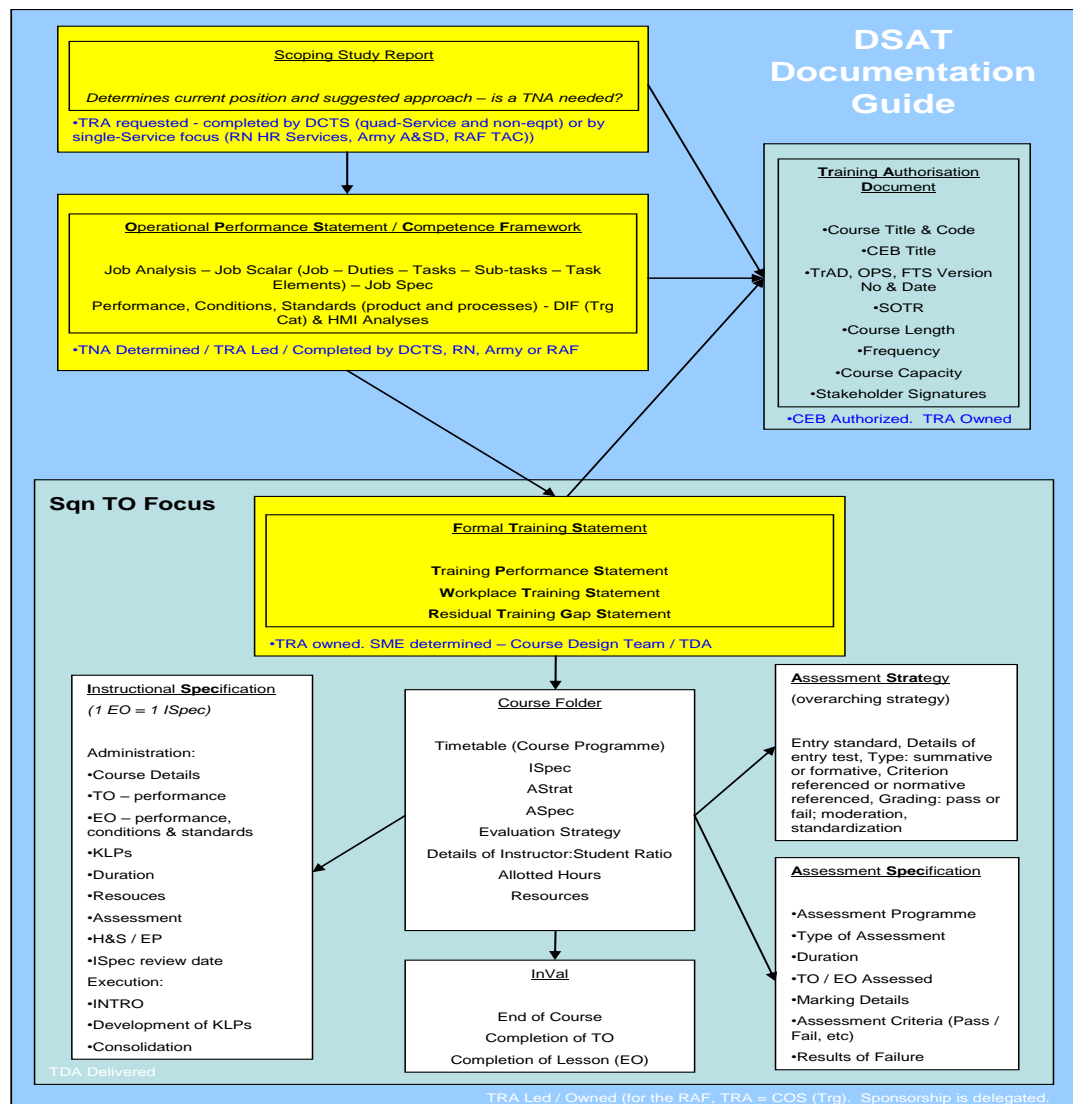 DSAT
Documentation
Guide
Scoping Study Report
Determines current position and suggested approach – is a TNA needed?
•TRA requested - completed by DCTS (quad-Service and non-eqpt) or by
single-Service focus (RN HR Services, Army A&SD, RAF TAC))
Operational Performance Statement / Competence Framework
Job Analysis – Job Scalar (Job – Duties – Tasks – Sub-tasks – Task
Elements) – Job Spec
Performance, Conditions, Standards (product and processes) - DIF (Trg
Cat) & HMI Analyses
•TNA Determined / TRA Led / Completed by DCTS, RN, Army or RAF
Training Authorisation
Document
•Course Title & Code
•CEB Title
•TrAD, OPS, FTS Version
No & Date
•SOTR
•Course Length
•Frequency
•Course Capacity
•Stakeholder Signatures
•CEB Authorized.  TRA Owned
Sqn TO Focus
Formal Training Statement
Training Performance Statement
Workplace Training Statement
Residual Training Gap Statement
•TRA owned. SME determined – Course Design Team / TDA
Instructional Specification
(1 EO = 1 ISpec)
Administration:
•Course Details
•TO – performance
•EO – performance,
conditions & standards
•KLPs
•Duration
•Resouces
•Assessment
•H&S / EP
•ISpec review date
Execution:
•INTRO
•Development of KLPs
•Consolidation
Course Folder
Timetable (Course Programme)
ISpec
AStrat
ASpec
Evaluation Strategy
Details of Instructor:Student Ratio
Allotted Hours
Resources
InVal
End of Course
Completion of TO
Completion of Lesson (EO)
Assessment Strategy
(overarching strategy)
Entry standard, Details of
entry test, Type: summative
or formative, Criterion
referenced or normative
referenced, Grading: pass or
fail; moderation,
standardization
Assessment Specification
•Assessment Programme
•Type of Assessment
•Duration
•TO / EO Assessed
•Marking Details
•Assessment Criteria (Pass /
Fail, etc)
•Results of Failure
TDA Delivered
TRA Led / Owned (for the RAF, TRA = COS (Trg).  Sponsorship is delegated.